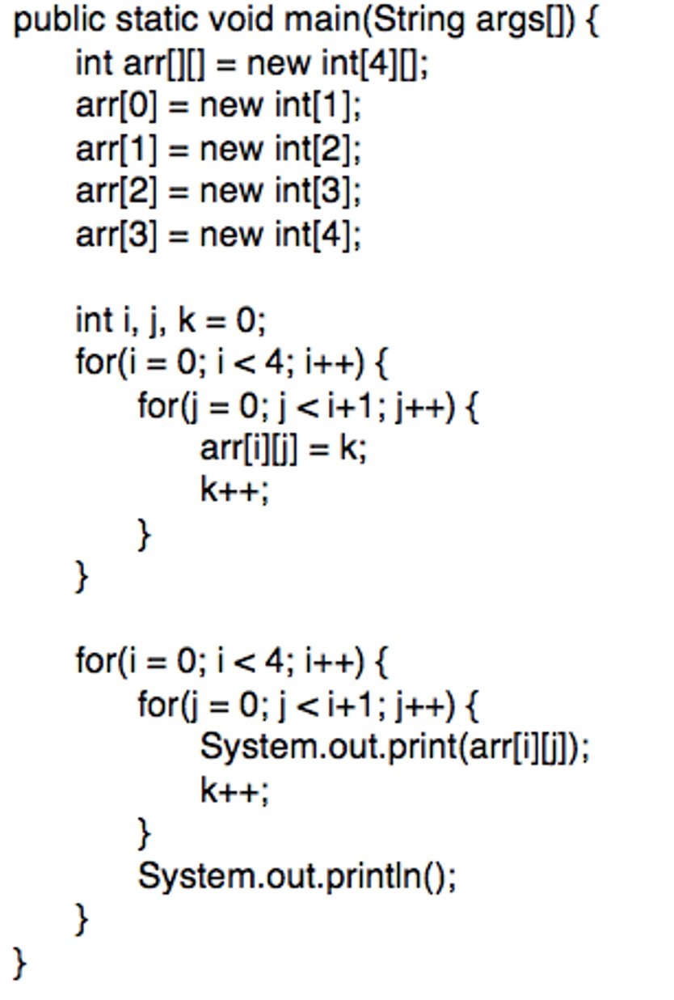 public static void main(String args[]) {
int arr[][] = new int[4][];
arr[0] = new int[1];
arr[1] = new int[2];
arr[2] = new int[3];
arr[3] = new int[4];
int i, j, k = 0;
for(i = 0; i < 4; i++) {
for(j = 0; j < i+1; j++) {
arr[i][j] = k;
k++;
}
}
for(i = 0; i < 4; i++) {
for(j = 0; j < i+1; j++) {
System.out.print(arr[i][j]);
k++;
}
System.out.println();
}
}